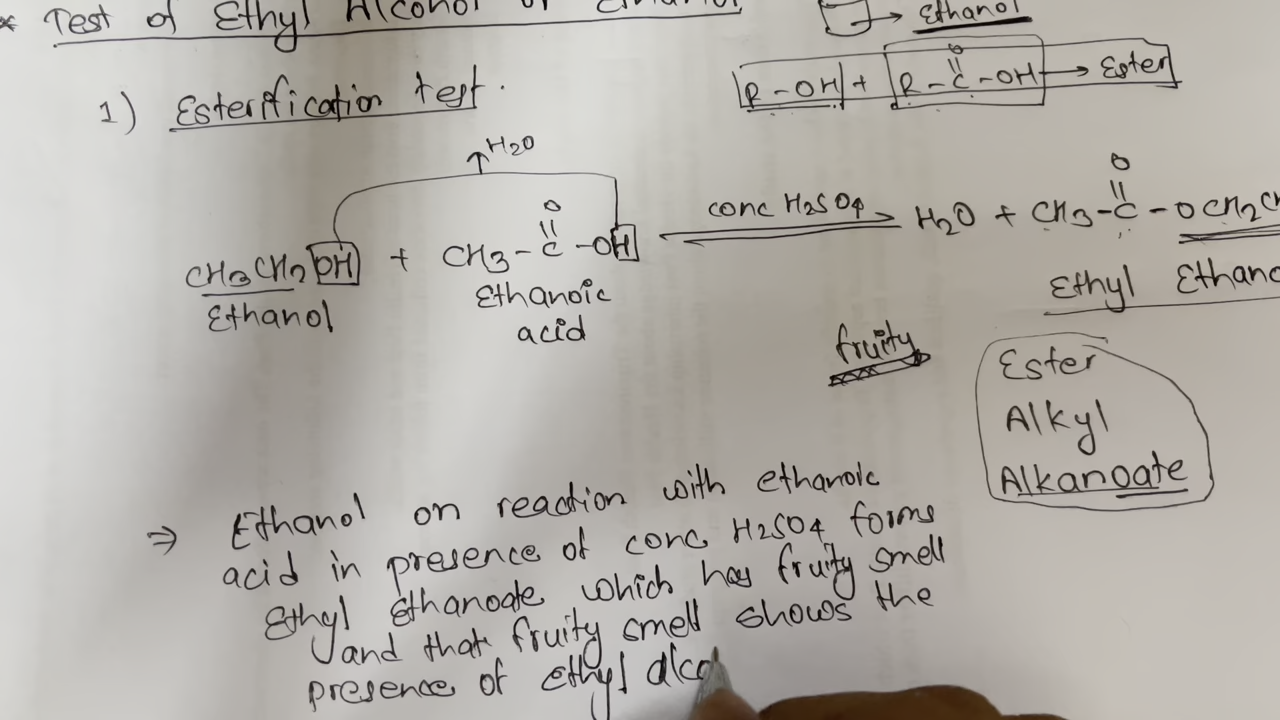 * Test of Ethyl Alcohol or Ethanol
→ Ethanol
1) Esterification test.
R-OH + R-C-OH → Ester
O
||
↑H2O
CH3CH2OH + CH3-C-OH conc H2SO4 → H2O + CH3-C-OCH2C
O
||
O
||
Ethanol
Ethanoic
acid
Ethyl Ethano
fruity
Ester
Alkyl
Alkanoate
⇒ Ethanol on reaction with ethanoic
acid in presence of conc H2SO4 forms
Ethyl Ethanoate which has fruity smell
and that fruity smell shows the
presence of ethyl alco